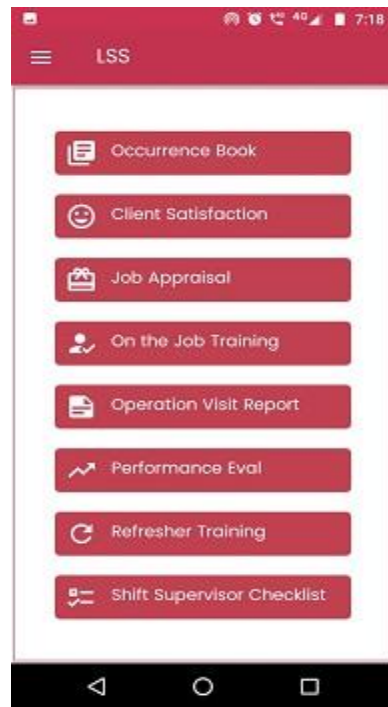 4G 7:18
LSS
Occurrence Book
Client Satisfaction
Job Appraisal
On the Job Training
Operation Visit Report
Performance Eval
Refresher Training
Shift Supervisor Checklist